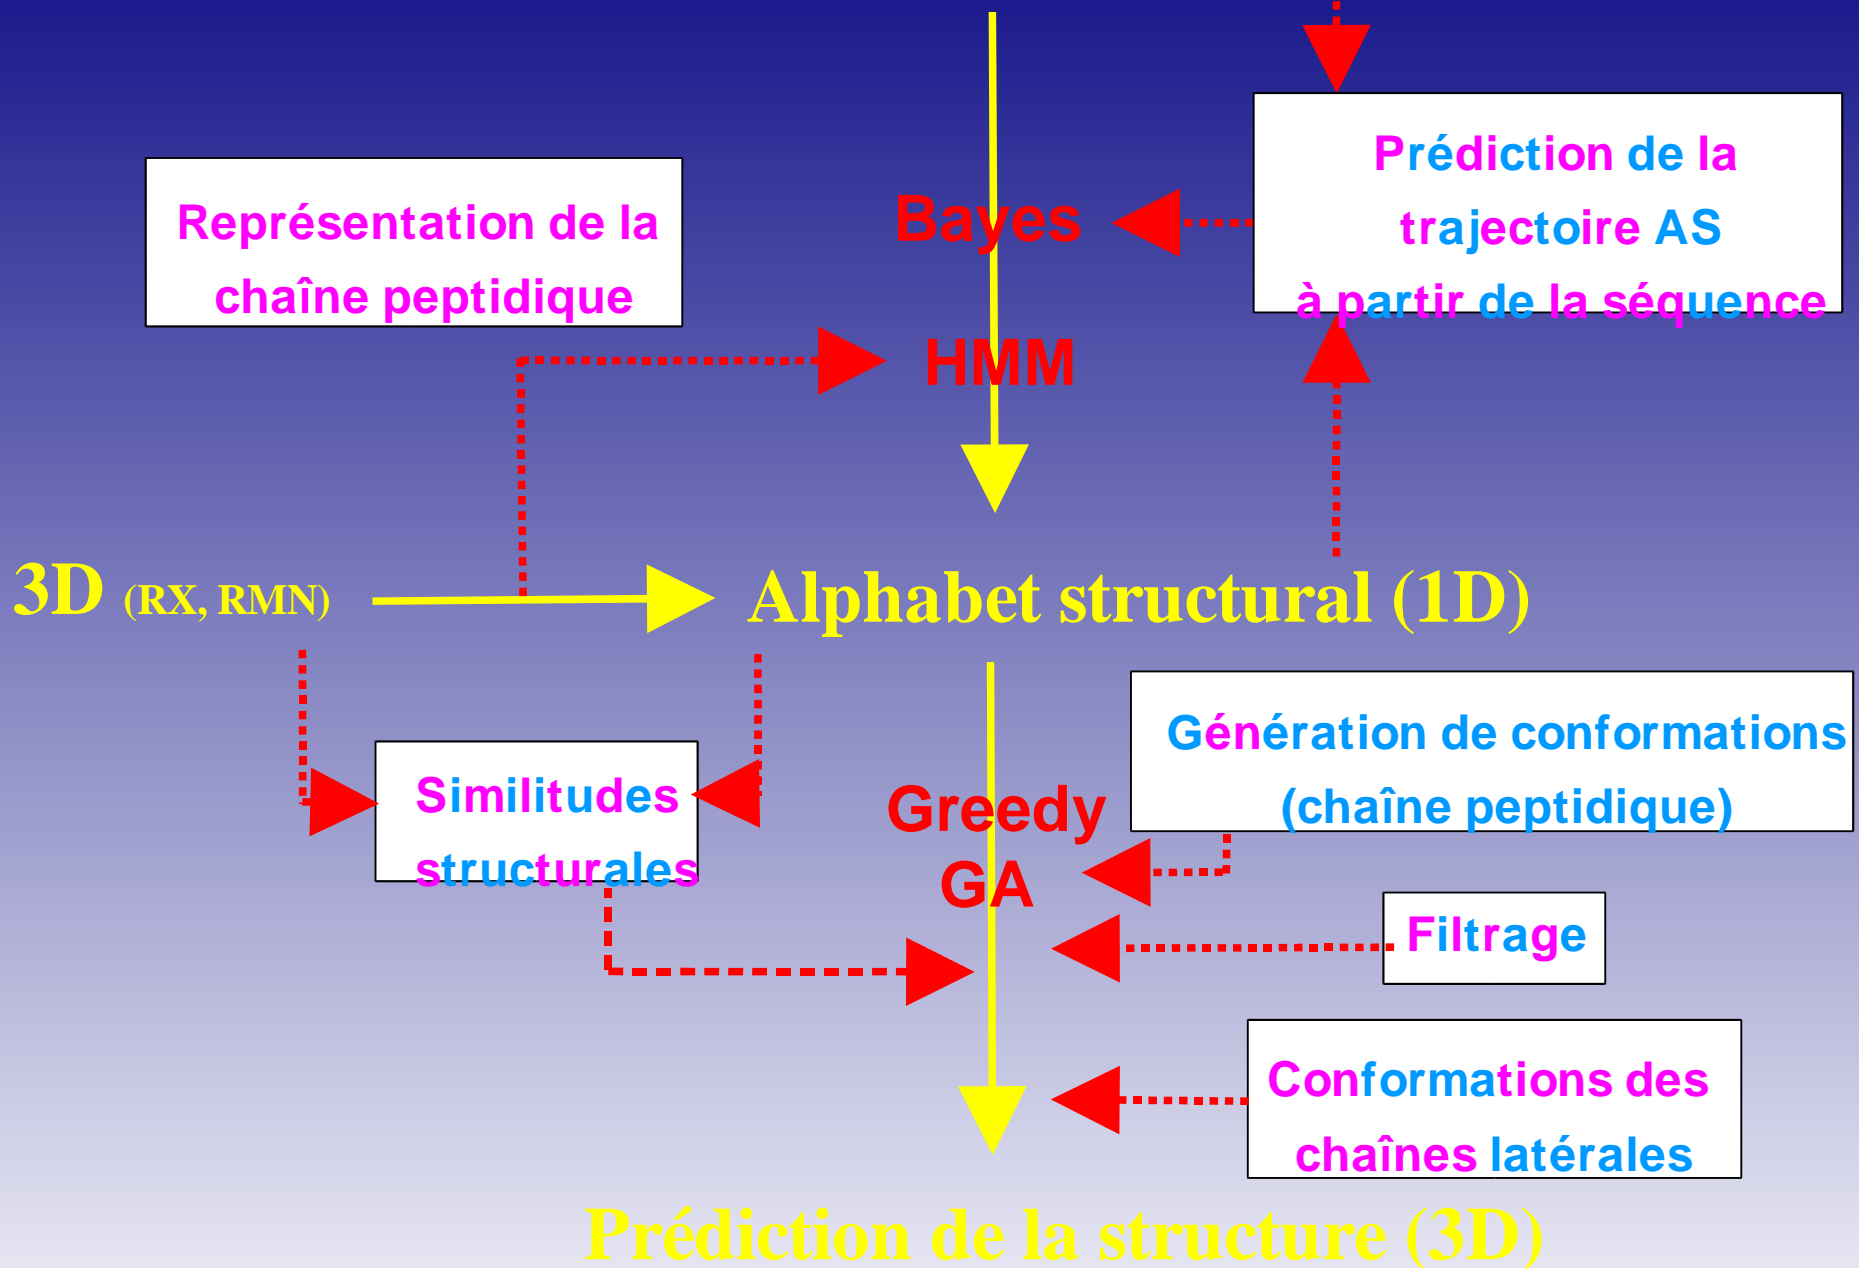 Prédiction de la
trajectoire AS
à partir de la séquence
Représentation de la
chaîne peptidique
Bayes
HMM
3D (RX, RMN)
Alphabet structural (1D)
Génération de conformations
(chaîne peptidique)
Similitudes
structurales
Greedy
GA
Filtrage
Conformations des
chaînes latérales
Prédiction de la structure (3D)